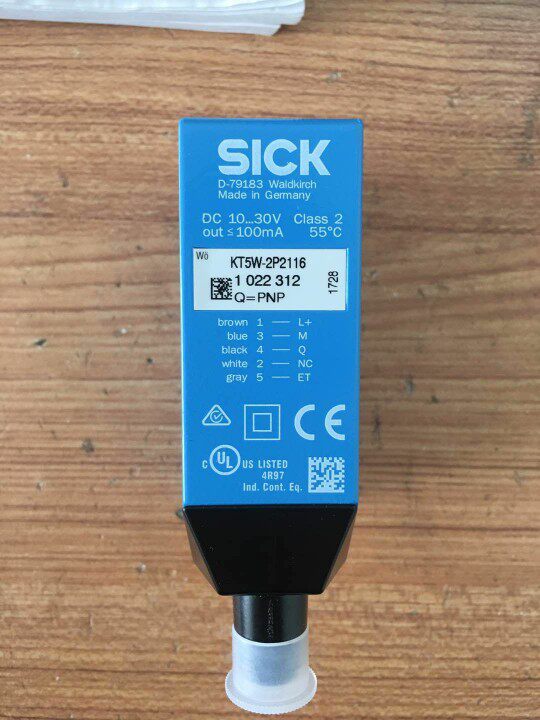 SICK
D-79183 Waldkirch
Made in Germany
DC 10...30V Class 2
out ≤ 100mA 55°C
Wö
KT5W-2P2116
1 022 312
Q=PNP
1728
brown 1 — L+
blue 3 — M
black 4 — Q
white 2 — NC
gray 5 — ET
CE
C UL US LISTED
4R97
Ind. Cont. Eq.